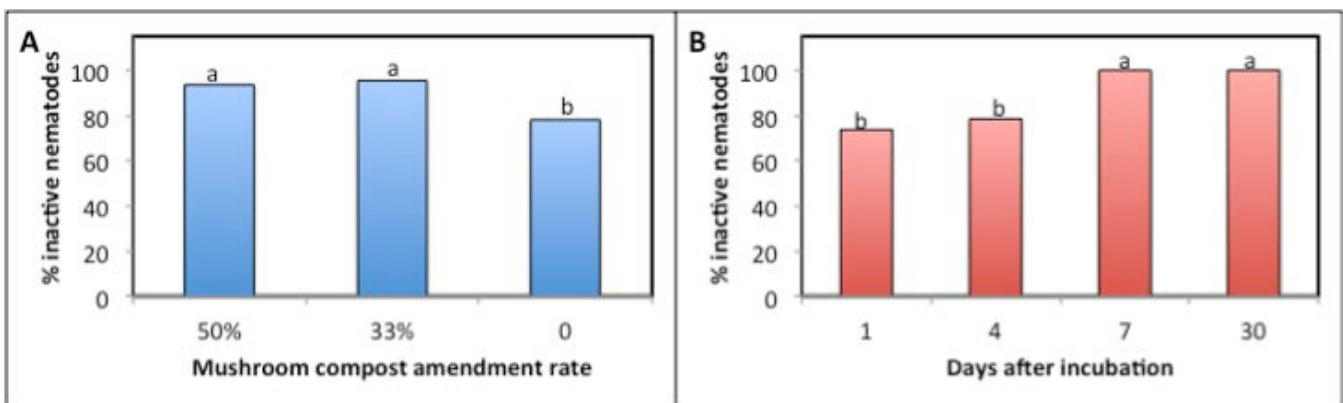 A
% inactive nematodes
100
80
60
40
20
0
a
a
b
50%
33%
0
Mushroom compost amendment rate
B
% inactive nematodes
100
80
60
40
20
0
b
b
a
a
1
4
7
30
Days after incubation